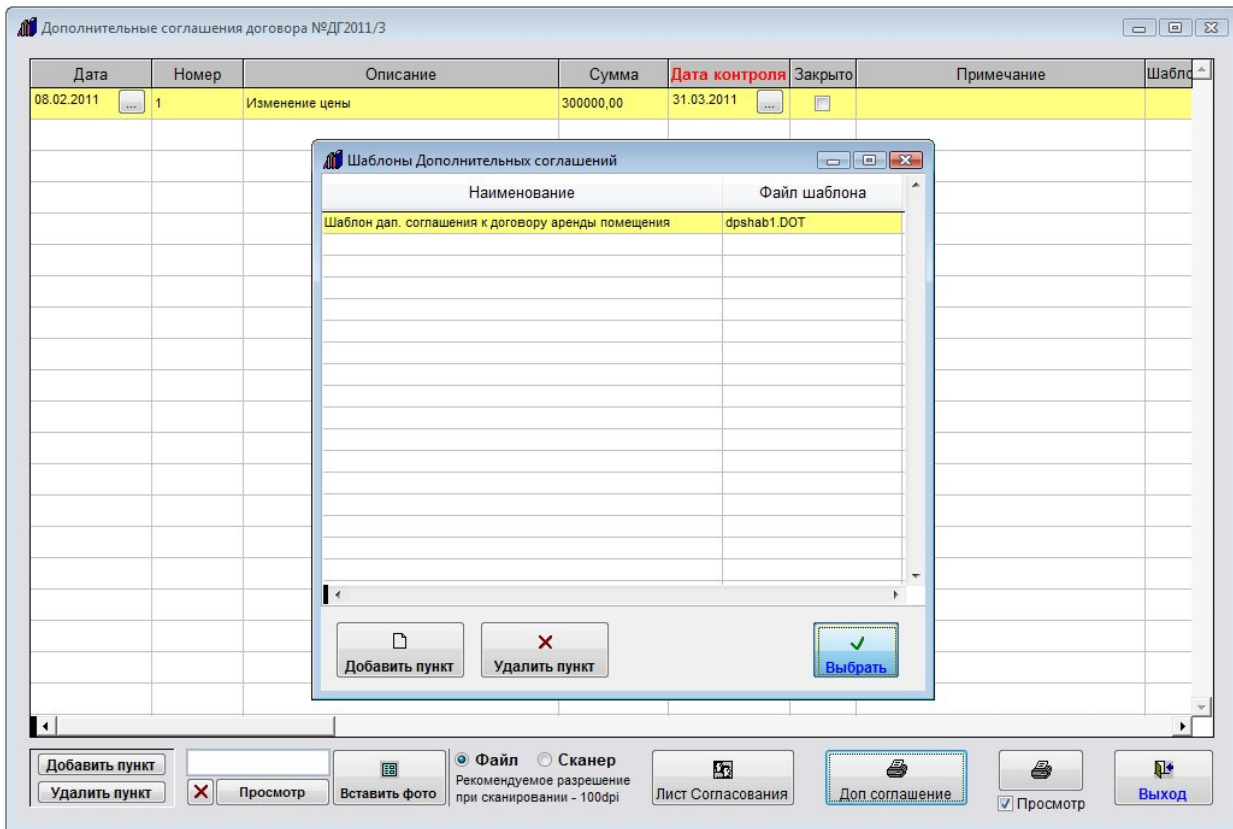 Дополнительные соглашения договора №ДГ2011/3
Дата Номер Описание Сумма Дата контроля Закрыто Примечание Шабло
08.02.2011 ... 1 Изменение цены 300000,00 31.03.2011 ...
Шаблоны Дополнительных соглашений
Наименование Файл шаблона
Шаблон дап. соглашения к договору аренды помещения dpshab1.DOT
Добавить пункт Удалить пункт Выбрать
Добавить пункт
Удалить пункт
Просмотр
Вставить фото
Файл Сканер
Рекомендуемое разрешение
при сканировании - 100dpi
Лист Согласования
Доп соглашение
Просмотр
Выход